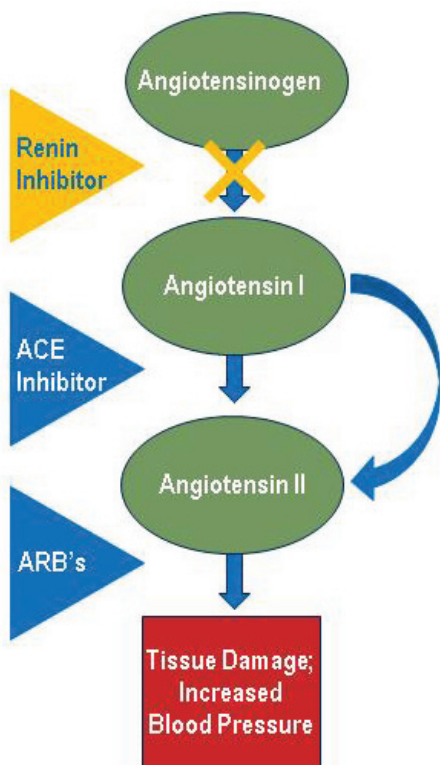 Angiotensinogen
Renin
Inhibitor
Angiotensin I
ACE
Inhibitor
Angiotensin II
ARB's
Tissue Damage;
Increased
Blood Pressure